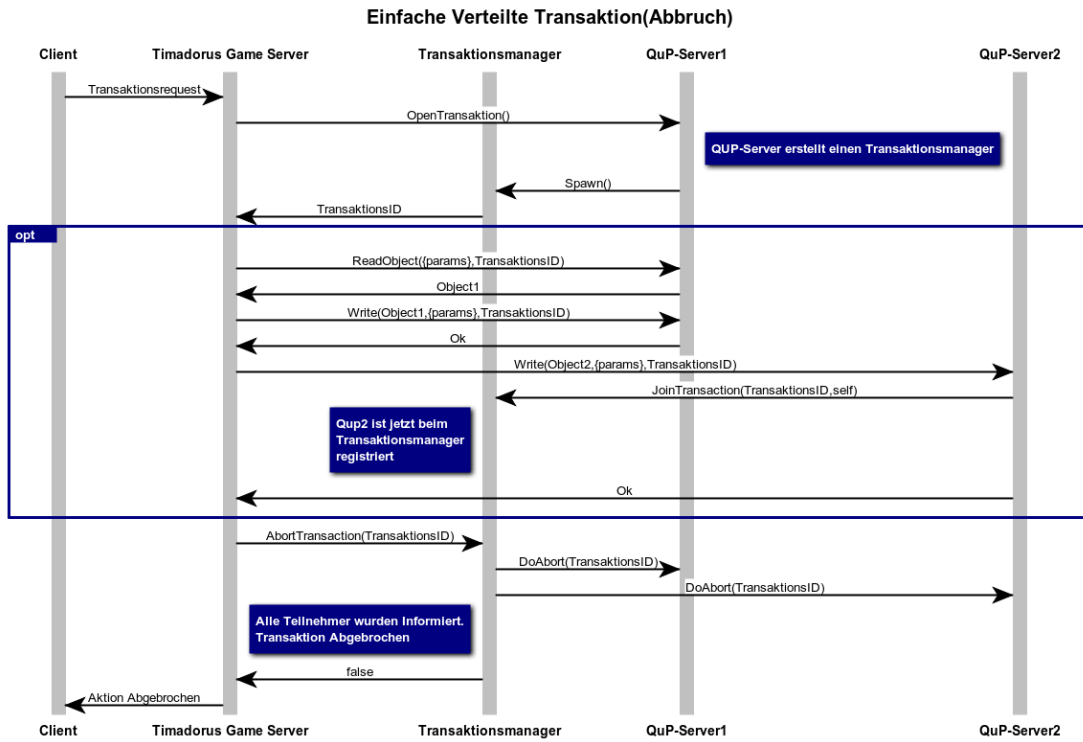 Einfache Verteilte Transaktion(Abbruch)
Client Timadorus Game Server Transaktionsmanager QuP-Server1 QuP-Server2
Transaktionsrequest
OpenTransaktion()
QUP-Server erstellt einen Transaktionsmanager
Spawn()
TransaktionsID
opt
ReadObject({params},TransaktionsID)
Object1
Write(Object1,{params},TransaktionsID)
Ok
Write(Object2,{params},TransaktionsID)
JoinTransaction(TransaktionsID,self)
Qup2 ist jetzt beim
Transaktionsmanager
registriert
Ok
AbortTransaction(TransaktionsID)
DoAbort(TransaktionsID)
DoAbort(TransaktionsID)
Alle Teilnehmer wurden Informiert.
Transaktion Abgebrochen
false
Aktion Abgebrochen
Client Timadorus Game Server Transaktionsmanager QuP-Server1 QuP-Server2